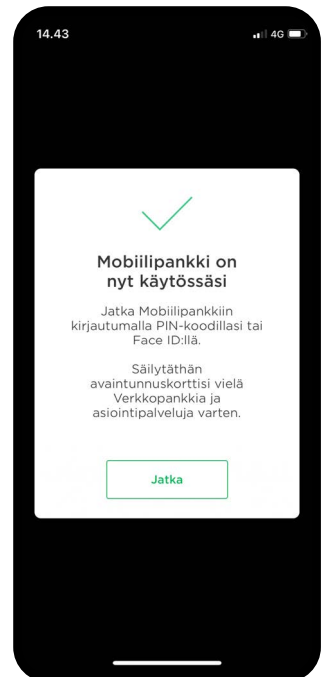 14.43
4G
Mobiilipankki on
nyt käytössäsi
Jatka Mobiilipankkiin
kirjautumalla PIN-koodillasi tai
Face ID:llä.
Säilytäthän
avaintunnuskorttisi vielä
Verkkopankkia ja
asiointipalveluja varten.
Jatka